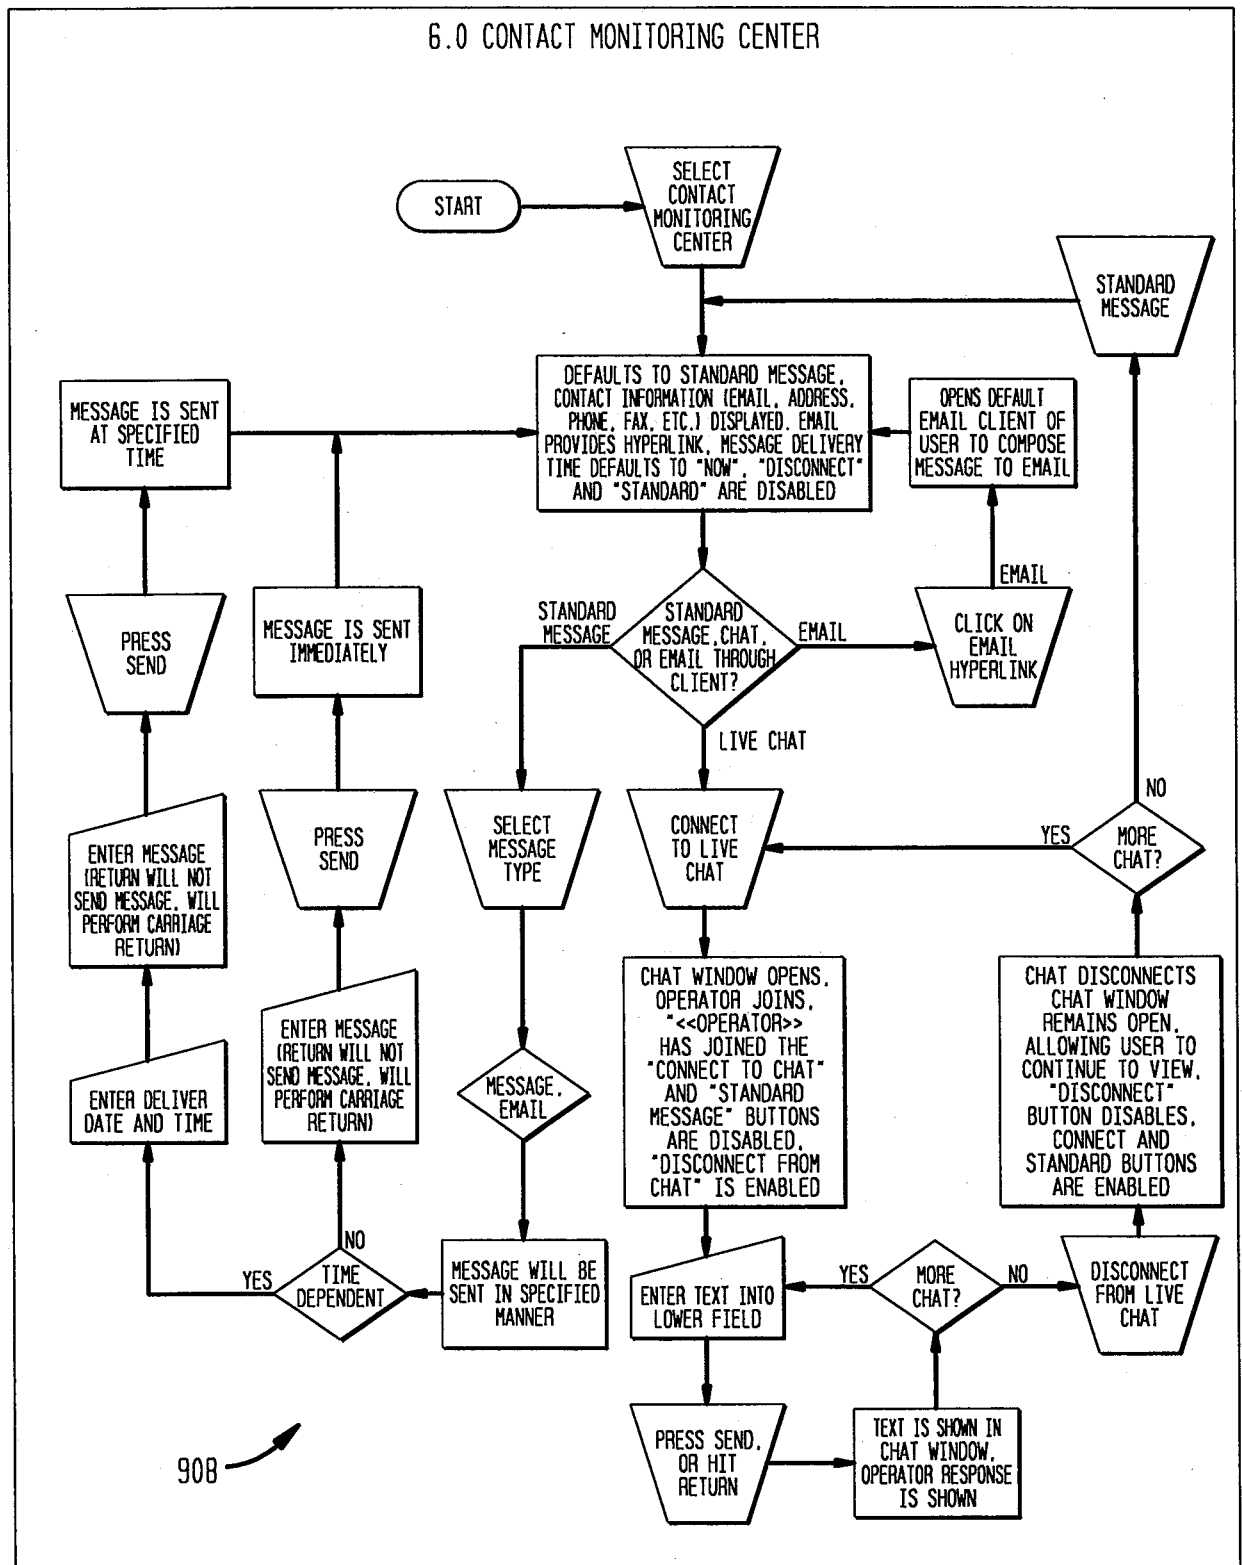 6.0 CONTACT MONITORING CENTER
START
SELECT
CONTACT
MONITORING
CENTER
STANDARD
MESSAGE
MESSAGE IS SENT
AT SPECIFIED
TIME
DEFAULTS TO STANDARD MESSAGE,
CONTACT INFORMATION (EMAIL, ADDRESS,
PHONE, FAX, ETC.) DISPLAYED. EMAIL
PROVIDES HYPERLINK, MESSAGE DELIVERY
TIME DEFAULTS TO "NOW". "DISCONNECT"
AND "STANDARD" ARE DISABLED
OPENS DEFAULT
EMAIL CLIENT OF
USER TO COMPOSE
MESSAGE TO EMAIL
PRESS
SEND
MESSAGE IS SENT
IMMEDIATELY
STANDARD
MESSAGE
STANDARD
MESSAGE, CHAT,
OR EMAIL THROUGH
CLIENT?
EMAIL
EMAIL
CLICK ON
EMAIL
HYPERLINK
LIVE CHAT
ENTER MESSAGE
(RETURN WILL NOT
SEND MESSAGE, WILL
PERFORM CARRIAGE
RETURN)
PRESS
SEND
SELECT
MESSAGE
TYPE
CONNECT
TO LIVE
CHAT
YES
MORE
CHAT?
NO
ENTER DELIVER
DATE AND TIME
ENTER MESSAGE
(RETURN WILL NOT
SEND MESSAGE, WILL
PERFORM CARRIAGE
RETURN)
MESSAGE,
EMAIL
CHAT WINDOW OPENS,
OPERATOR JOINS,
"<<OPERATOR>>
HAS JOINED THE
"CONNECT TO CHAT"
AND "STANDARD
MESSAGE" BUTTONS
ARE DISABLED,
"DISCONNECT FROM
CHAT" IS ENABLED
CHAT DISCONNECTS
CHAT WINDOW
REMAINS OPEN,
ALLOWING USER TO
CONTINUE TO VIEW,
"DISCONNECT"
BUTTON DISABLES,
CONNECT AND
STANDARD BUTTONS
ARE ENABLED
YES
NO
TIME
DEPENDENT
MESSAGE WILL BE
SENT IN SPECIFIED
MANNER
ENTER TEXT INTO
LOWER FIELD
YES
MORE
CHAT?
NO
DISCONNECT
FROM LIVE
CHAT
PRESS SEND,
OR HIT
RETURN
TEXT IS SHOWN IN
CHAT WINDOW,
OPERATOR RESPONSE
IS SHOWN
908